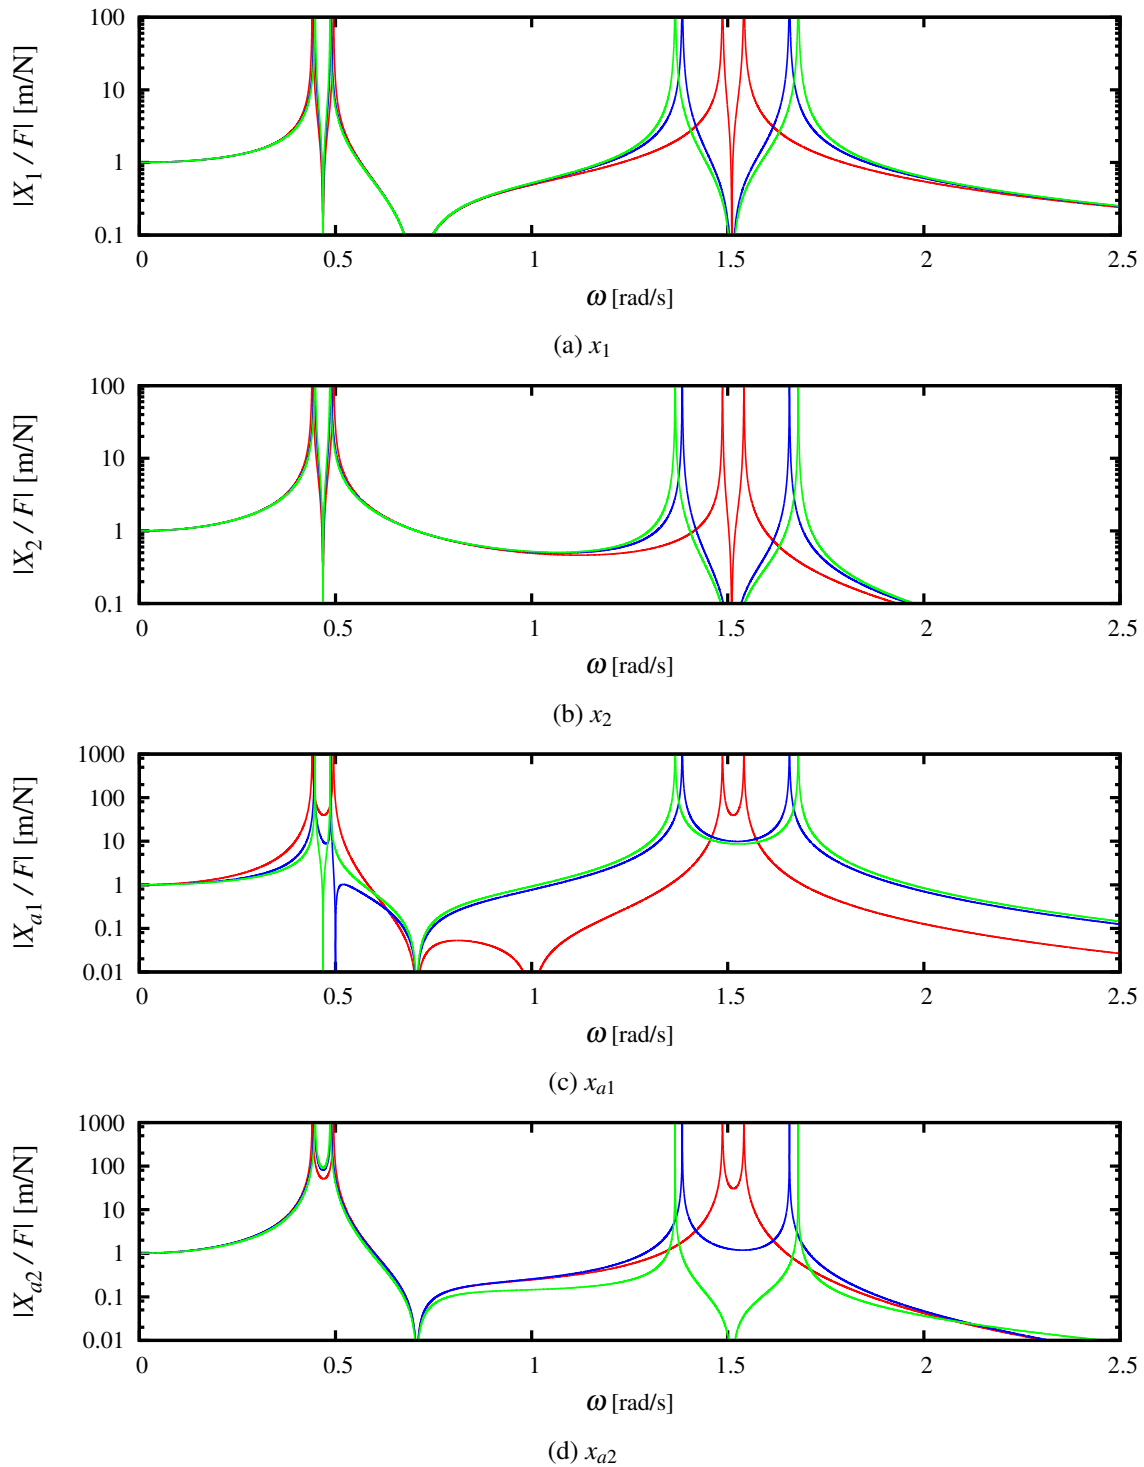 100
10
1
0.1
|X1 / F| [m/N]
0 0.5 1 1.5 2 2.5
ω [rad/s]
(a) x1
100
10
1
0.1
|X2 / F| [m/N]
0 0.5 1 1.5 2 2.5
ω [rad/s]
(b) x2
1000
100
10
1
0.1
0.01
|Xa1 / F| [m/N]
0 0.5 1 1.5 2 2.5
ω [rad/s]
(c) xa1
1000
100
10
1
0.1
0.01
|Xa2 / F| [m/N]
0 0.5 1 1.5 2 2.5
ω [rad/s]
(d) xa2